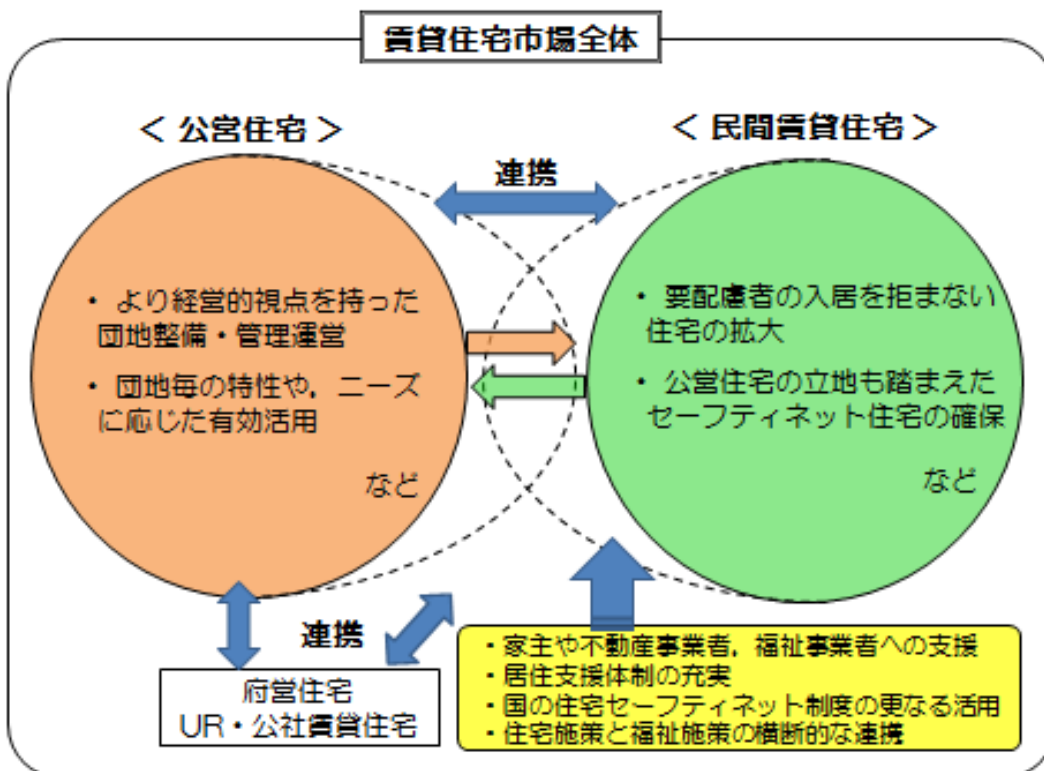 賃貸住宅市場全体
＜ 公営住宅 ＞
＜ 民間賃貸住宅 ＞
連携
・ より経営的視点を持った
団地整備・管理運営
・ 団地毎の特性や，ニーズ
に応じた有効活用
など
・ 要配慮者の入居を拒まない
住宅の拡大
・ 公営住宅の立地も踏まえた
セーフティネット住宅の確保
など
連携
府営住宅
UR・公社賃貸住宅
・家主や不動産事業者，福祉事業者への支援
・居住支援体制の充実
・国の住宅セーフティネット制度の更なる活用
・住宅施策と福祉施策の横断的な連携